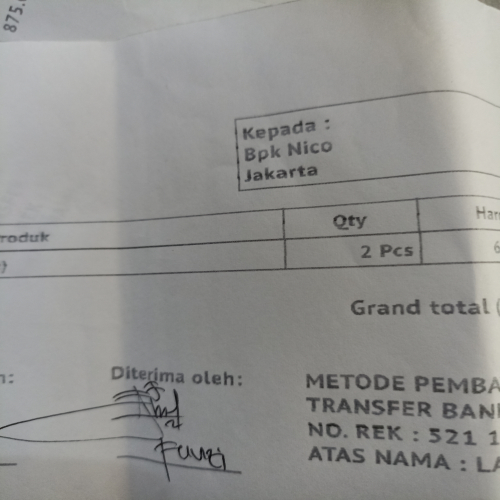 875.
Kepada :
Bpk Nico
Jakarta
roduk Qty Har
2 Pcs 6
Grand total (
Diterima oleh:
Fauzi
METODE PEMBA
TRANSFER BAN
NO. REK : 521 1
ATAS NAMA : LA